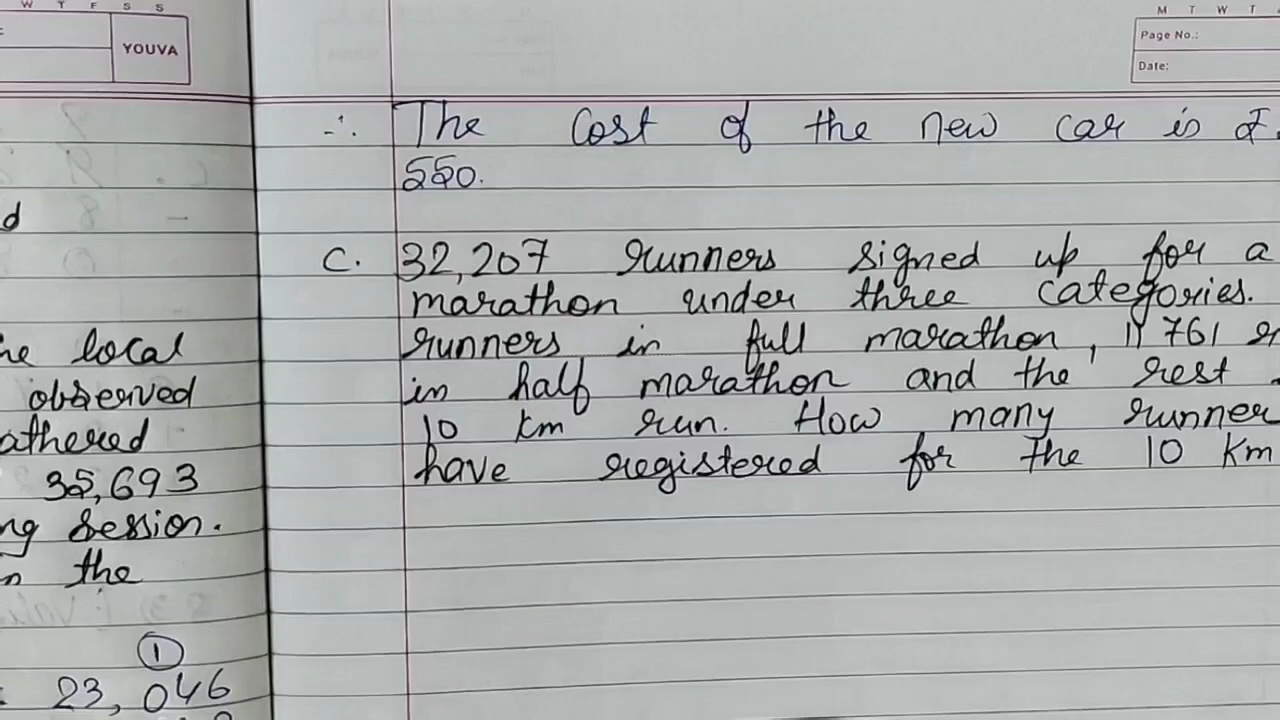 W T F S S
YOUVA
M T W T
Page No.:
Date:
∴ The Cost of the new car is ₹
550.
d
C. 32,207 runners signed up for a
marathon under three categories.
runners in full marathon, 11761
in half marathon and the rest
10 km run. How many runner
have registered for the 10 Km
local
observed
athered
35,693
ng session.
n the
1
23,046